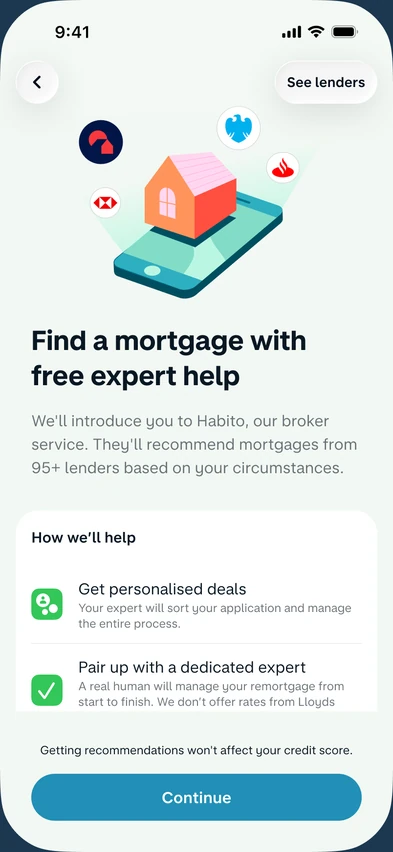 9:41
See lenders
Find a mortgage with
free expert help
We'll introduce you to Habito, our broker
service. They'll recommend mortgages from
95+ lenders based on your circumstances.
How we'll help
Get personalised deals
Your expert will sort your application and manage
the entire process.
Pair up with a dedicated expert
A real human will manage your remortgage from
start to finish. We don't offer rates from Lloyds
Getting recommendations won't affect your credit score.
Continue